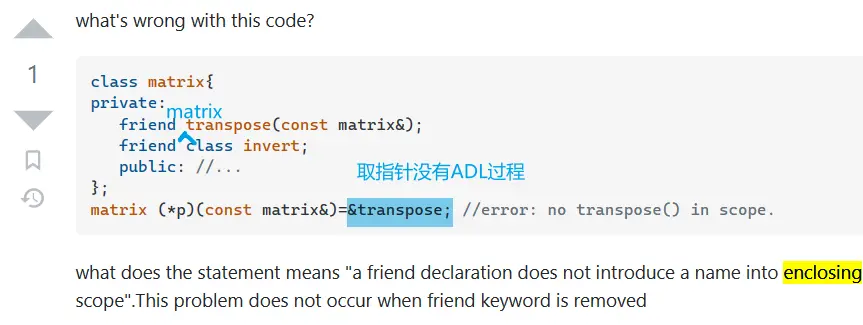 what's wrong with this code?
1
class matrix{
private:
matrix
friend transpose(const matrix&);
friend class invert;
取指针没有ADL过程
public: //...
};
matrix (*p)(const matrix&)=&transpose; //error: no transpose() in scope.
what does the statement means "a friend declaration does not introduce a name into enclosing
scope".This problem does not occur when friend keyword is removed